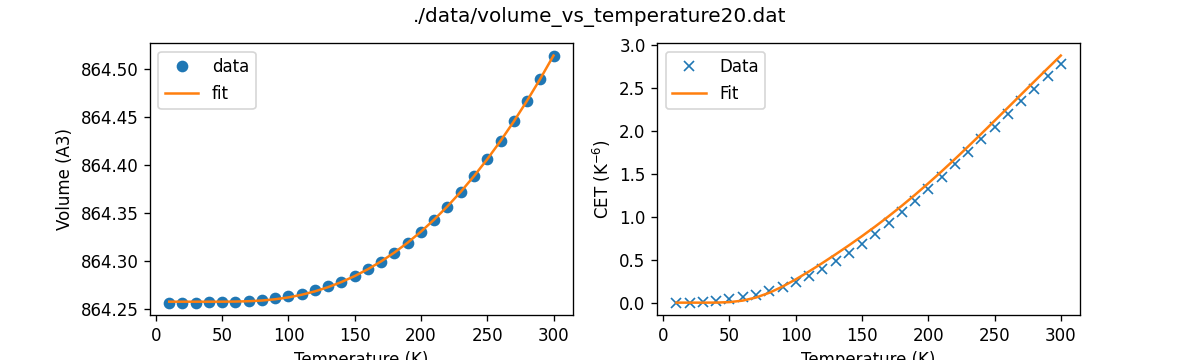 ./data/volume_vs_temperature20.dat
864.50
864.45
864.40
864.35
864.30
864.25
Volume (A3)
data
fit
0 50 100 150 200 250 300
Temperature (K)
3.0
2.5
2.0
1.5
1.0
0.5
0.0
CET (K⁻⁶)
Data
Fit
0 50 100 150 200 250 300
Temperature (K)